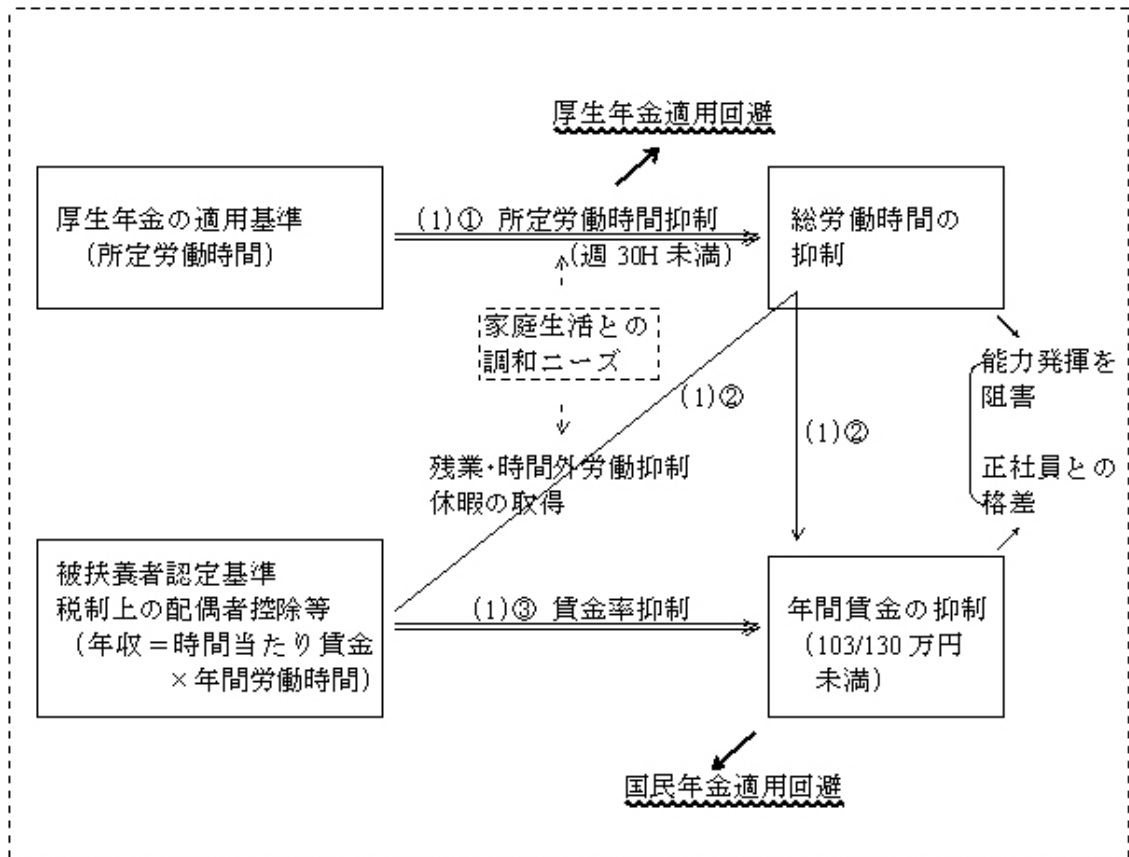 厚生年金適用回避
厚生年金の適用基準
（所定労働時間）
(1)① 所定労働時間抑制
（週 30H 未満）
総労働時間の
抑制
家庭生活との
調和ニーズ
(1)②
(1)②
能力発揮を
阻害
正社員との
格差
残業・時間外労働抑制
休暇の取得
被扶養者認定基準
税制上の配偶者控除等
（年収＝時間当たり賃金
×年間労働時間）
(1)③ 賃金率抑制
年間賃金の抑制
（103/130 万円
未満）
国民年金適用回避